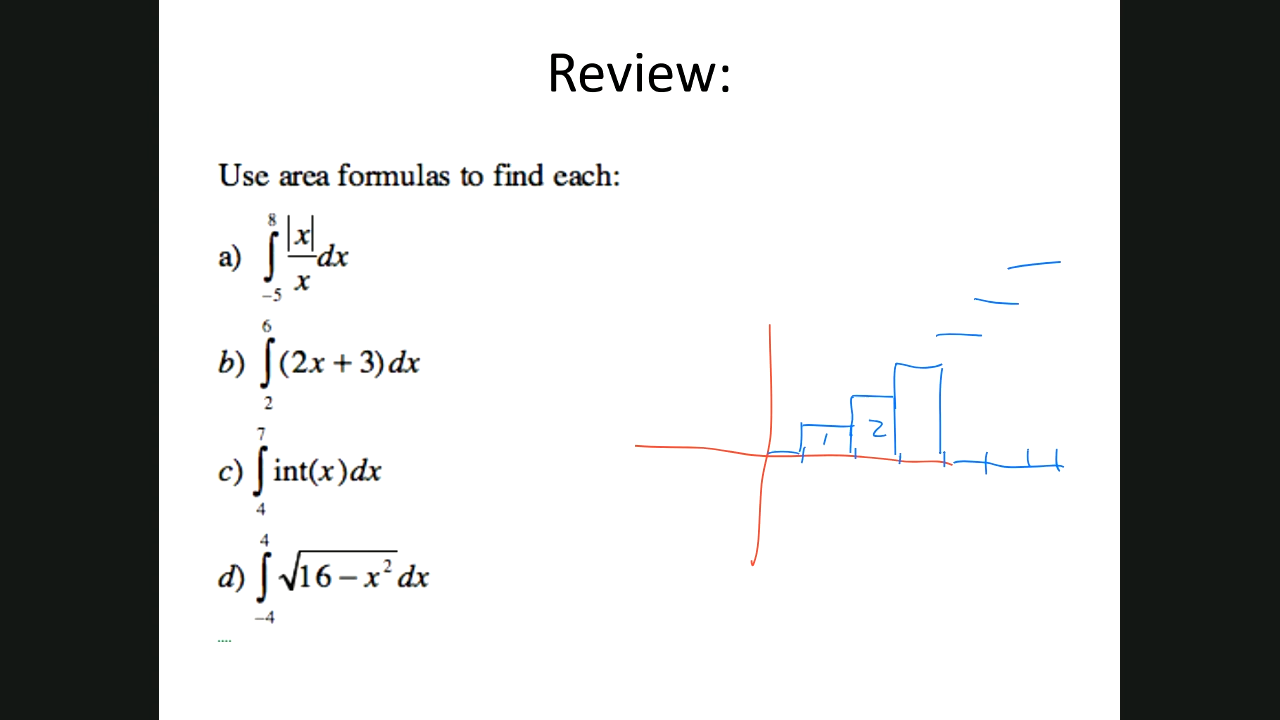 Review:
Use area formulas to find each:
a) ∫_{-5}^{8} |x|/x dx
b) ∫_{2}^{6} (2x + 3) dx
c) ∫_{4}^{7} int(x) dx
d) ∫_{-4}^{4} √(16 – x²) dx
1 2